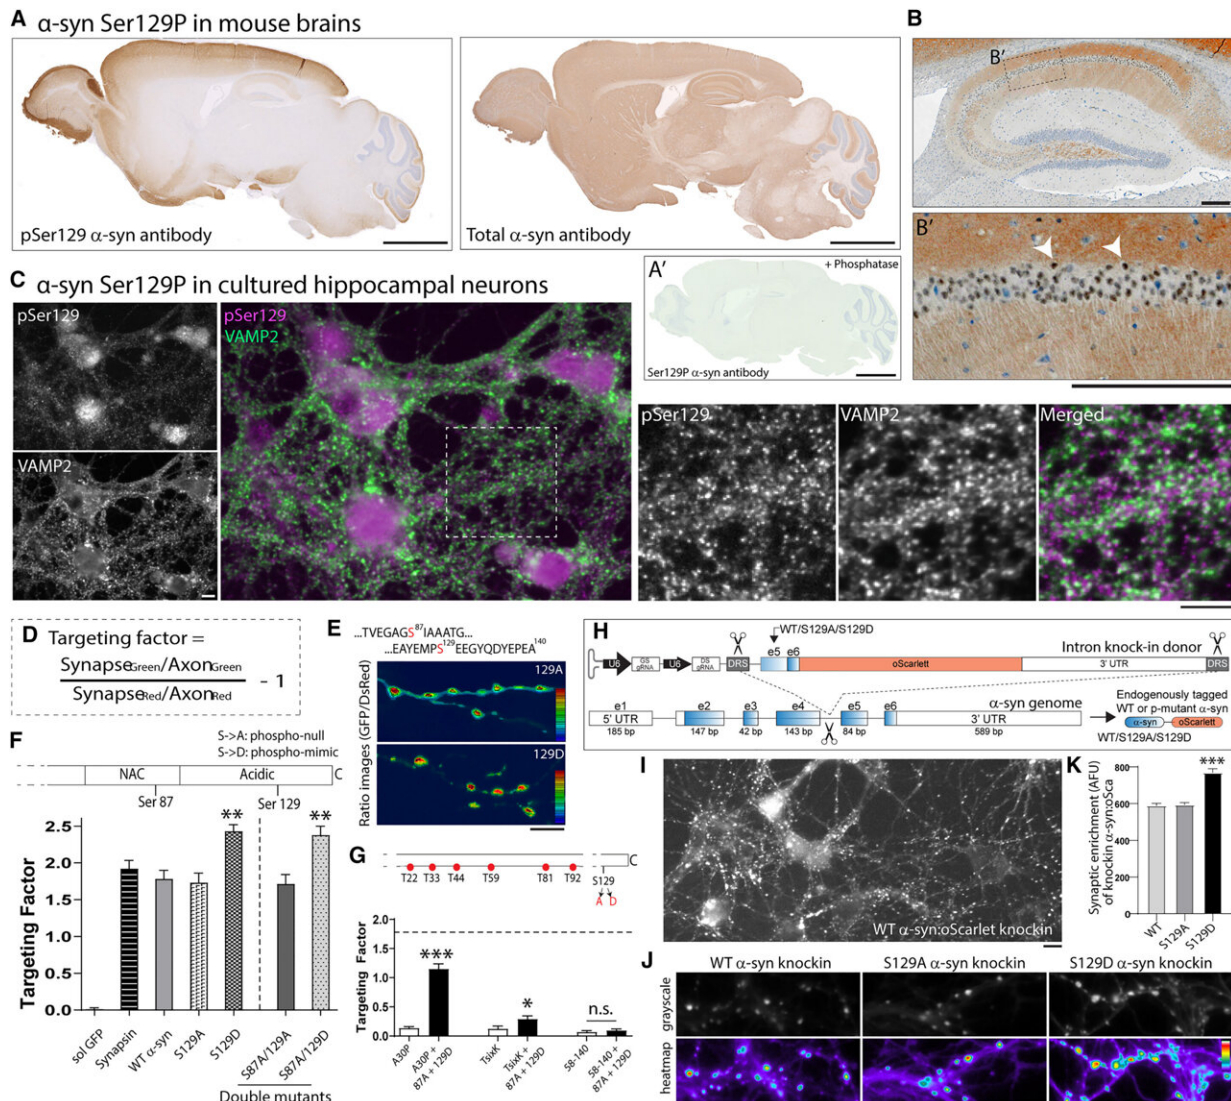 A α-syn Ser129P in mouse brains
pSer129 α-syn antibody
Total α-syn antibody
B
B'
B'
A'
+ Phosphatase
Ser129P α-syn antibody
C α-syn Ser129P in cultured hippocampal neurons
pSer129
VAMP2
pSer129
VAMP2
pSer129
VAMP2
Merged
D
Targeting factor =
SynapseGreen/AxonGreen
SynapseRed/AxonRed
- 1
E
...TVEGAGS87IAAATG...
...EAYEMPS129EEGYQDYEPEA140
Ratio images (GFP/DsRed)
129A
129D
F
S->A: phospho-null
S->D: phospho-mimic
NAC
Acidic
C
Ser 87
Ser 129
Targeting Factor
2.5
2.0
1.5
1.0
0.5
0.0
**
**
sol GFP
Synapsin
WT α-syn
S129A
S129D
S87A/129A
S87A/129D
Double mutants
G
C
T22
T33
T44
T59
T81
T92
S129
A D
Targeting Factor
2.0
1.5
1.0
0.5
0.0
***
*
n.s.
A30P
A30P +
87A + 129D
TsixK
TsixK +
87A + 129D
58-140
58-140 +
87A + 129D
H
WT/S129A/S129D
Intron knock-in donor
U6
GS
gRNA
U6
DS
gRNA
DRS
e5
e6
oScarlett
3' UTR
DRS
α-syn genome
e1
e2
e3
e4
e5
e6
5' UTR
3' UTR
185 bp
147 bp
42 bp
143 bp
84 bp
589 bp
Endogenously tagged
WT or p-mutant α-syn
α-syn
oScarlett
WT/S129A/S129D
I
WT α-syn:oScarlet knockin
K
Synaptic enrichment (AFU)
of knockin α-syn:oSca
800
600
400
200
0
***
WT
S129A
S129D
J
WT α-syn knockin
S129A α-syn knockin
S129D α-syn knockin
grayscale
heatmap